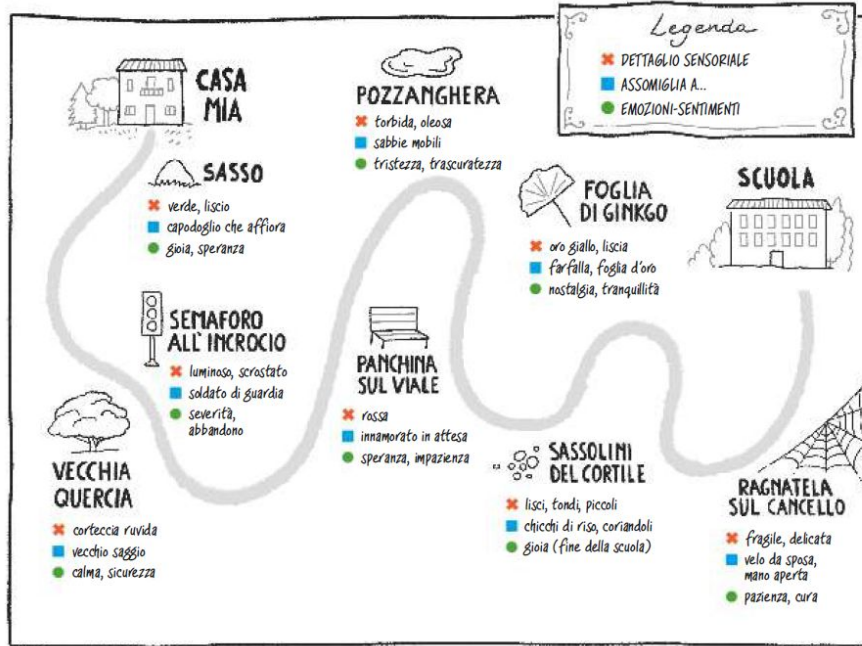 Legenda
✖ DETTAGLIO SENSORIALE
■ ASSOMIGLIA A...
● EMOZIONI-SENTIMENTI
CASA
MIA
SASSO
✖ verde, liscio
■ capodoglio che affiora
● gioia, speranza
SEMAFORO
ALL'INCROCIO
✖ luminoso, scrostato
■ soldato di guardia
● severità,
abbandono
VECCHIA
QUERCIA
✖ corteccia ruvida
■ vecchio saggio
● calma, sicurezza
POZZANGHERA
✖ torbida, oleosa
■ sabbie mobili
● tristezza, trascuratezza
PANCHINA
SUL VIALE
✖ rossa
■ innamorato in attesa
● speranza, impazienza
FOGLIA
DI GINKGO
✖ oro giallo, liscia
■ farfalla, foglia d'oro
● nostalgia, tranquillità
SASSOLINI
DEL CORTILE
✖ lisci, tondi, piccoli
■ chicchi di riso, coriandoli
● gioia (fine della scuola)
SCUOLA
RAGNATELA
SUL CANCELLO
✖ fragile, delicata
■ velo da sposa,
mano aperta
● pazienza, cura